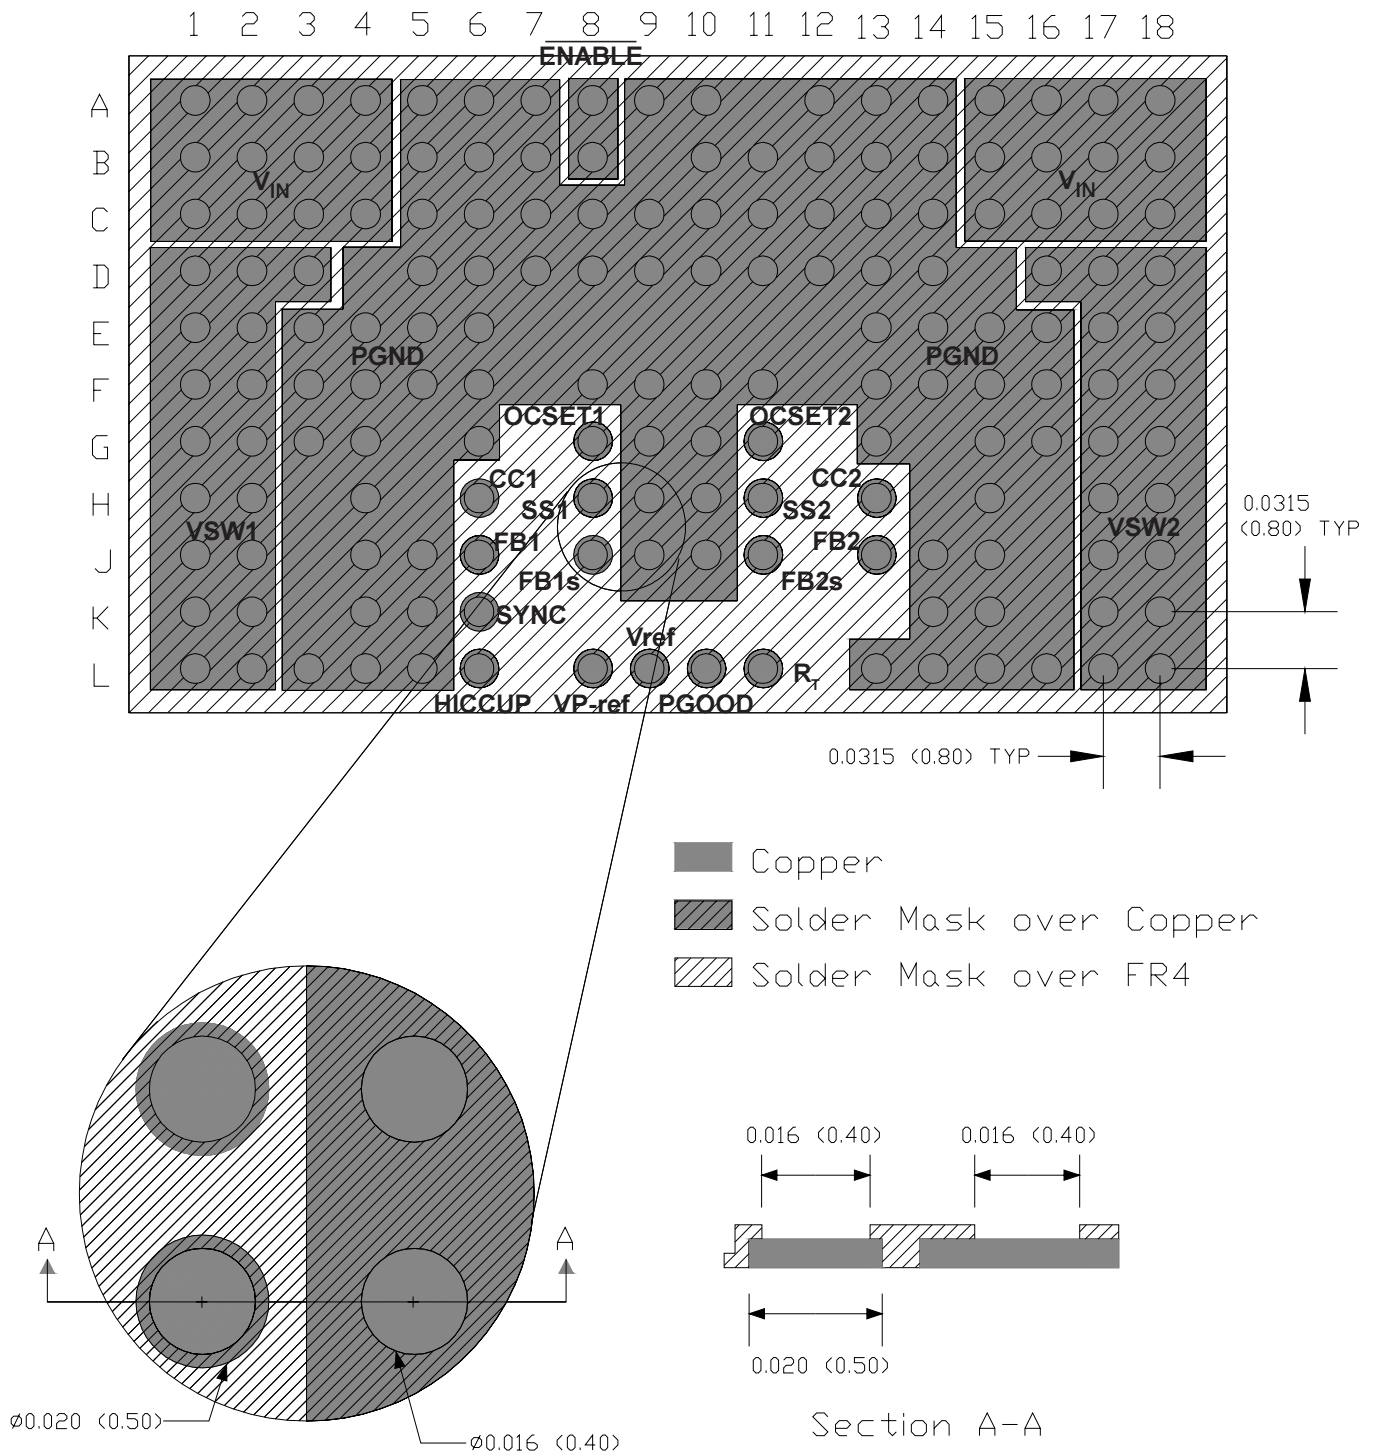 1 2 3 4 5 6 7 8 9 10 11 12 13 14 15 16 17 18
ENABLE
A
B
VIN
VIN
C
D
E
PGND
PGND
F
OCSET1
OCSET2
G
CC1
CC2
H
SS1
SS2
VSW1
VSW2
FB1
FB2
J
FB1s
FB2s
K
SYNC
Vref
L
RT
HICCUP
VP-ref
PGOOD
0.0315
(0.80) TYP
0.0315 (0.80) TYP
Copper
Solder Mask over Copper
Solder Mask over FR4
0.016 (0.40)
0.016 (0.40)
A
A
0.020 (0.50)
Ø0.020 (0.50)
Ø0.016 (0.40)
Section A-A